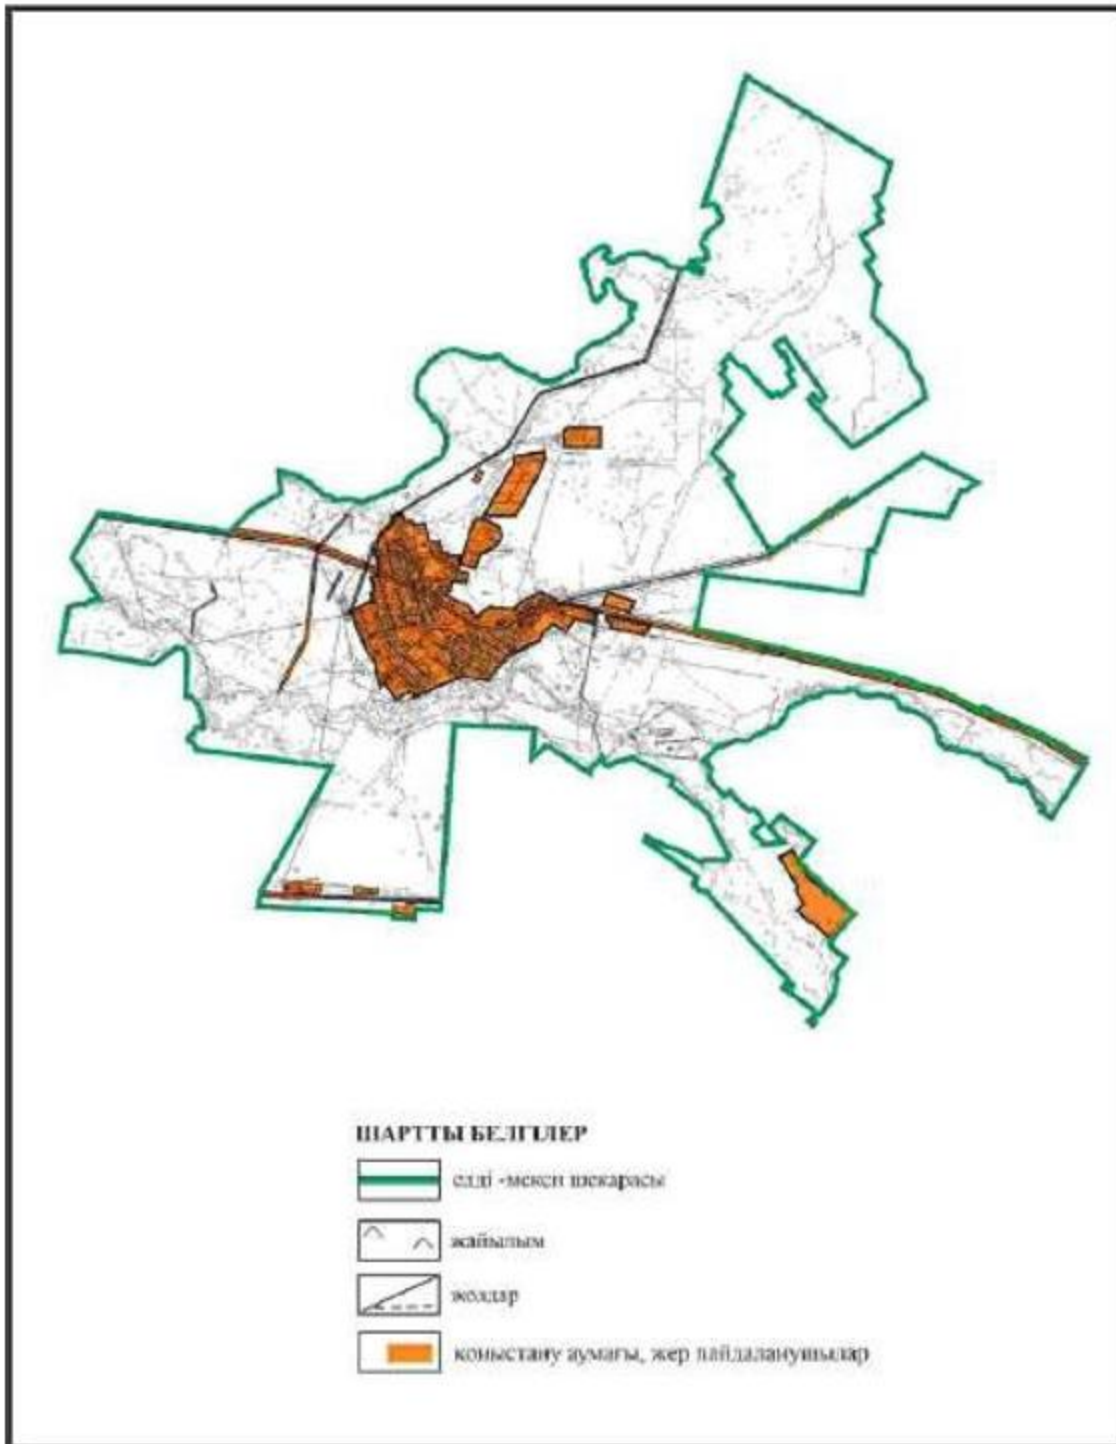 ШАРТТЫ БЕЛГІЛЕР
елді -мекен шекарасы
жайылым
жолдар
қоныстану аумағы, жер пайдаланушылар